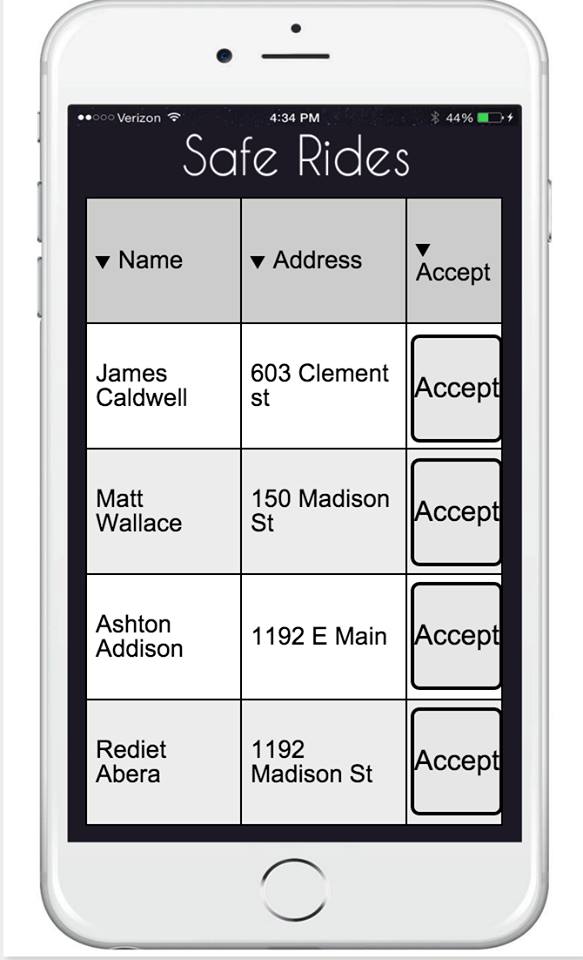 Verizon 4:34 PM 44%
Safe Rides
Name Address Accept
James Caldwell
603 Clement st
Accept
Matt Wallace
150 Madison St
Accept
Ashton Addison
1192 E Main
Accept
Rediet Abera
1192 Madison St
Accept